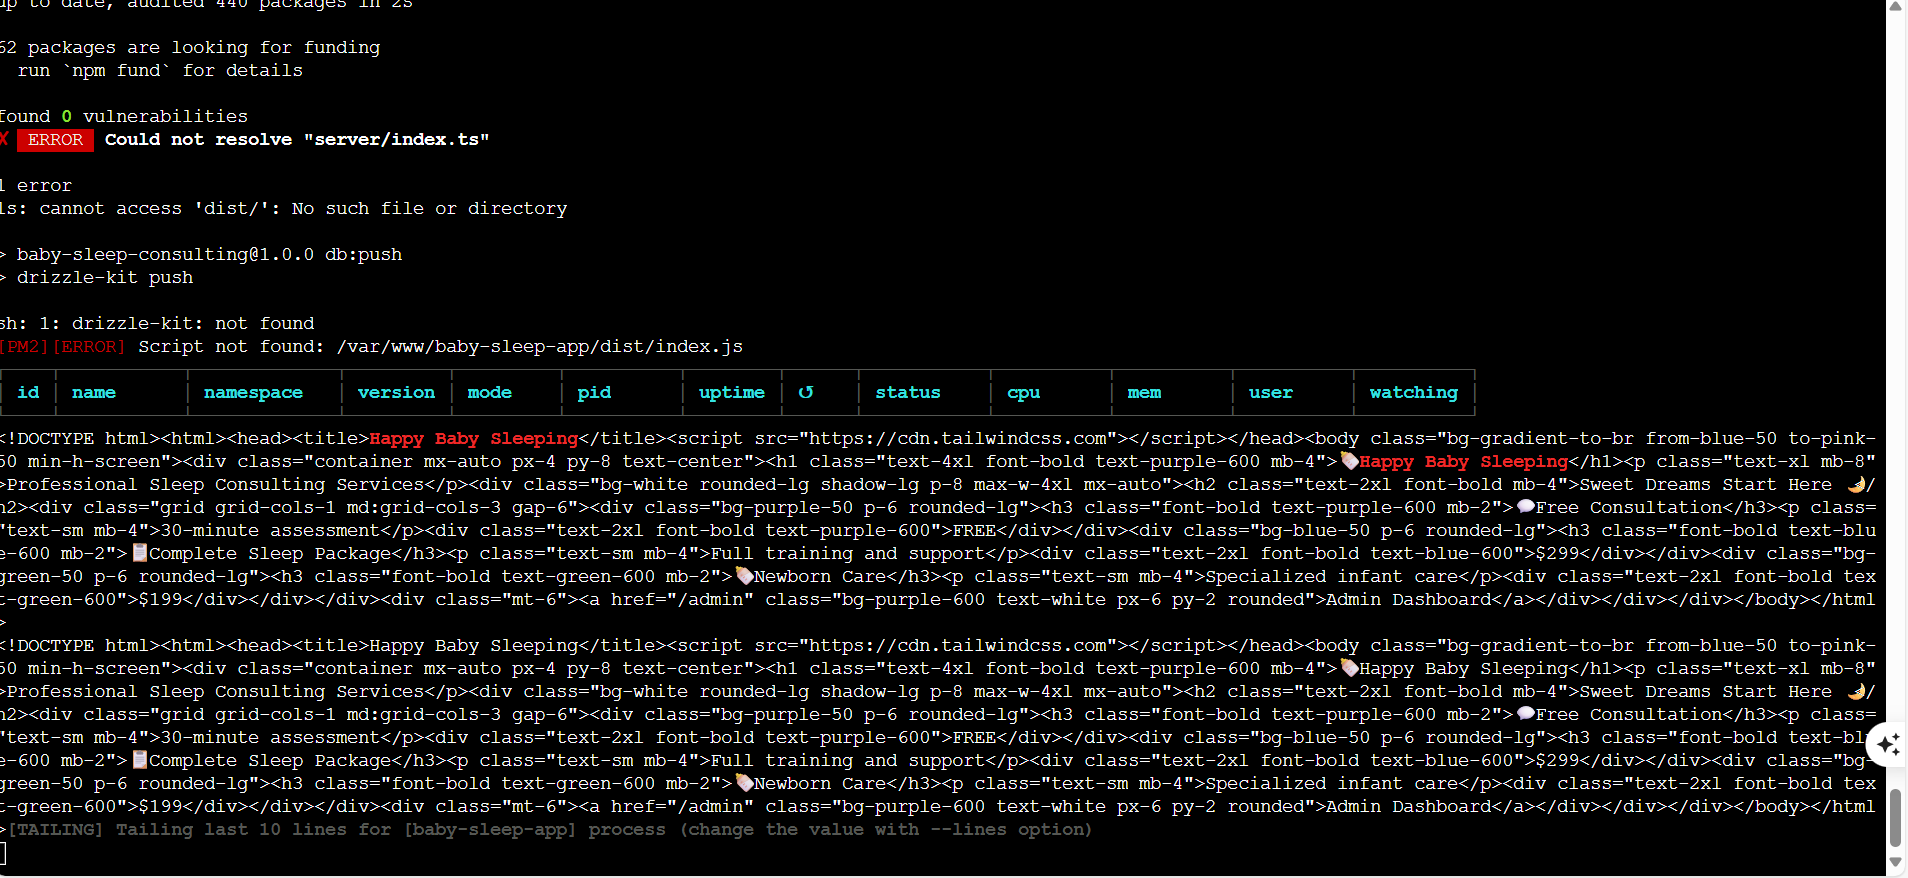 up to date, audited 440 packages in 2s
62 packages are looking for funding
run `npm fund` for details
found 0 vulnerabilities
✘ ERROR Could not resolve "server/index.ts"
1 error
ls: cannot access 'dist/': No such file or directory
> baby-sleep-consulting@1.0.0 db:push
> drizzle-kit push
sh: 1: drizzle-kit: not found
[PM2][ERROR] Script not found: /var/www/baby-sleep-app/dist/index.js
id name namespace version mode pid uptime ↺ status cpu mem user watching
<!DOCTYPE html><html><head><title>Happy Baby Sleeping</title><script src="https://cdn.tailwindcss.com"></script></head><body class="bg-gradient-to-br from-blue-50 to-pink-
50 min-h-screen"><div class="container mx-auto px-4 py-8 text-center"><h1 class="text-4xl font-bold text-purple-600 mb-4">🍼Happy Baby Sleeping</h1><p class="text-xl mb-8"
>Professional Sleep Consulting Services</p><div class="bg-white rounded-lg shadow-lg p-8 max-w-4xl mx-auto"><h2 class="text-2xl font-bold mb-4">Sweet Dreams Start Here 🌙/
h2><div class="grid grid-cols-1 md:grid-cols-3 gap-6"><div class="bg-purple-50 p-6 rounded-lg"><h3 class="font-bold text-purple-600 mb-2">💬Free Consultation</h3><p class=
"text-sm mb-4">30-minute assessment</p><div class="text-2xl font-bold text-purple-600">FREE</div></div><div class="bg-blue-50 p-6 rounded-lg"><h3 class="font-bold text-blu
e-600 mb-2">📋Complete Sleep Package</h3><p class="text-sm mb-4">Full training and support</p><div class="text-2xl font-bold text-blue-600">$299</div></div><div class="bg-
green-50 p-6 rounded-lg"><h3 class="font-bold text-green-600 mb-2">🍼Newborn Care</h3><p class="text-sm mb-4">Specialized infant care</p><div class="text-2xl font-bold tex
t-green-600">$199</div></div></div><div class="mt-6"><a href="/admin" class="bg-purple-600 text-white px-6 py-2 rounded">Admin Dashboard</a></div></div></div></body></html
>
<!DOCTYPE html><html><head><title>Happy Baby Sleeping</title><script src="https://cdn.tailwindcss.com"></script></head><body class="bg-gradient-to-br from-blue-50 to-pink-
50 min-h-screen"><div class="container mx-auto px-4 py-8 text-center"><h1 class="text-4xl font-bold text-purple-600 mb-4">🍼Happy Baby Sleeping</h1><p class="text-xl mb-8"
>Professional Sleep Consulting Services</p><div class="bg-white rounded-lg shadow-lg p-8 max-w-4xl mx-auto"><h2 class="text-2xl font-bold mb-4">Sweet Dreams Start Here 🌙/
h2><div class="grid grid-cols-1 md:grid-cols-3 gap-6"><div class="bg-purple-50 p-6 rounded-lg"><h3 class="font-bold text-purple-600 mb-2">💬Free Consultation</h3><p class=
"text-sm mb-4">30-minute assessment</p><div class="text-2xl font-bold text-purple-600">FREE</div></div><div class="bg-blue-50 p-6 rounded-lg"><h3 class="font-bold text-bl
e-600 mb-2">📋Complete Sleep Package</h3><p class="text-sm mb-4">Full training and support</p><div class="text-2xl font-bold text-blue-600">$299</div></div><div class="bg-
green-50 p-6 rounded-lg"><h3 class="font-bold text-green-600 mb-2">🍼Newborn Care</h3><p class="text-sm mb-4">Specialized infant care</p><div class="text-2xl font-bold tex
t-green-600">$199</div></div></div><div class="mt-6"><a href="/admin" class="bg-purple-600 text-white px-6 py-2 rounded">Admin Dashboard</a></div></div></div></body></html
>[TAILING] Tailing last 10 lines for [baby-sleep-app] process (change the value with --lines option)